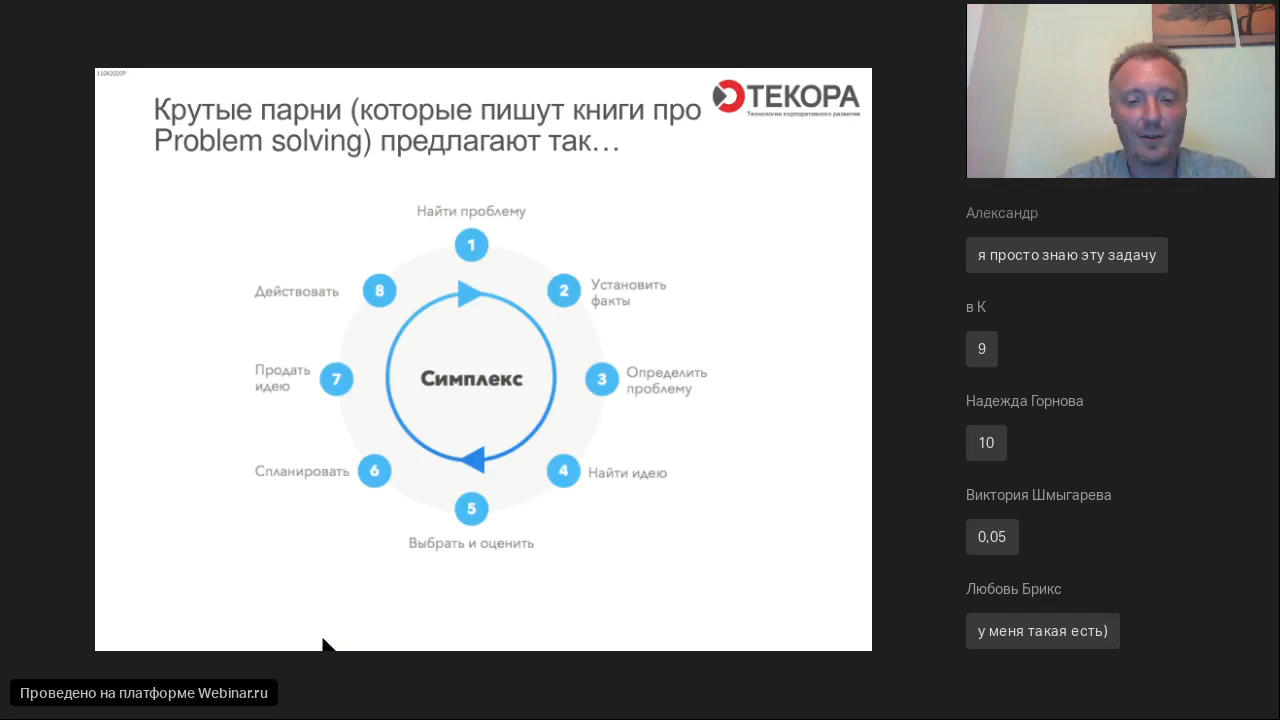 Крутые парни (которые пишут книги про
Problem solving) предлагают так…
ТЕКОРА
Технологии корпоративного развития
Найти проблему
1
2
Установить
факты
3
Определить
проблему
4
Найти идею
5
Выбрать и оценить
6
Спланировать
7
Продать
идею
8
Действовать
Симплекс
Александр
я просто знаю эту задачу
в К
9
Надежда Горнова
10
Виктория Шмыгарева
0,05
Любовь Брикс
у меня такая есть)
Проведено на платформе Webinar.ru